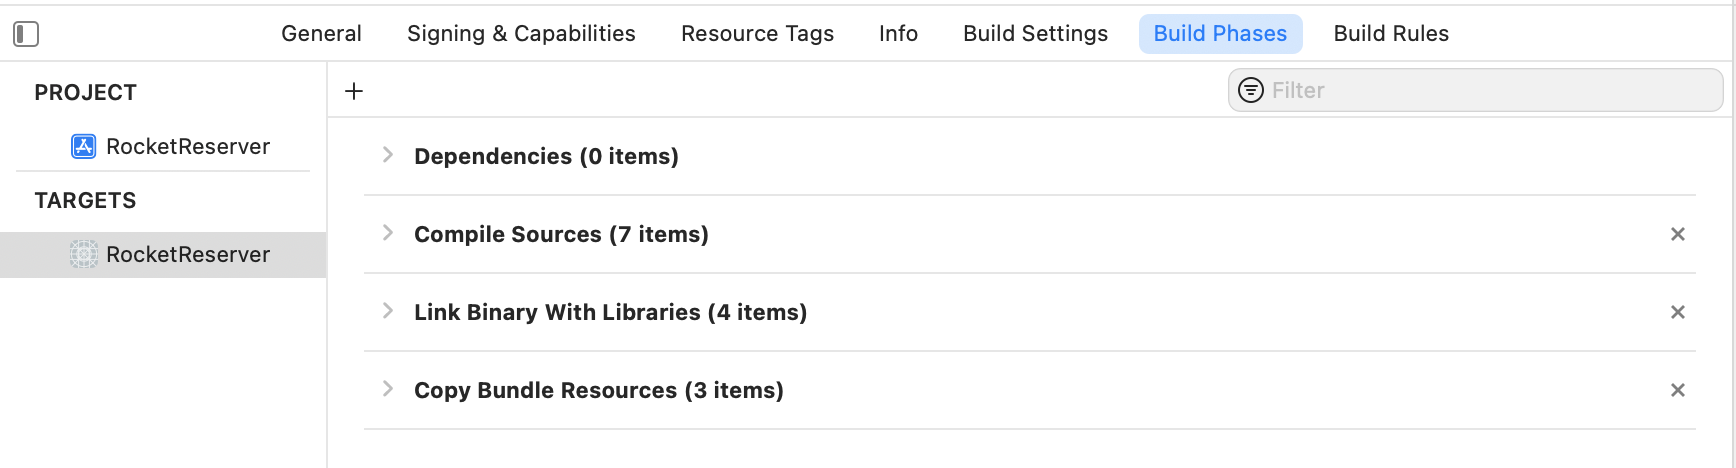 General Signing & Capabilities Resource Tags Info Build Settings Build Phases Build Rules
PROJECT
RocketReserver
TARGETS
RocketReserver
Filter
Dependencies (0 items)
Compile Sources (7 items)
Link Binary With Libraries (4 items)
Copy Bundle Resources (3 items)